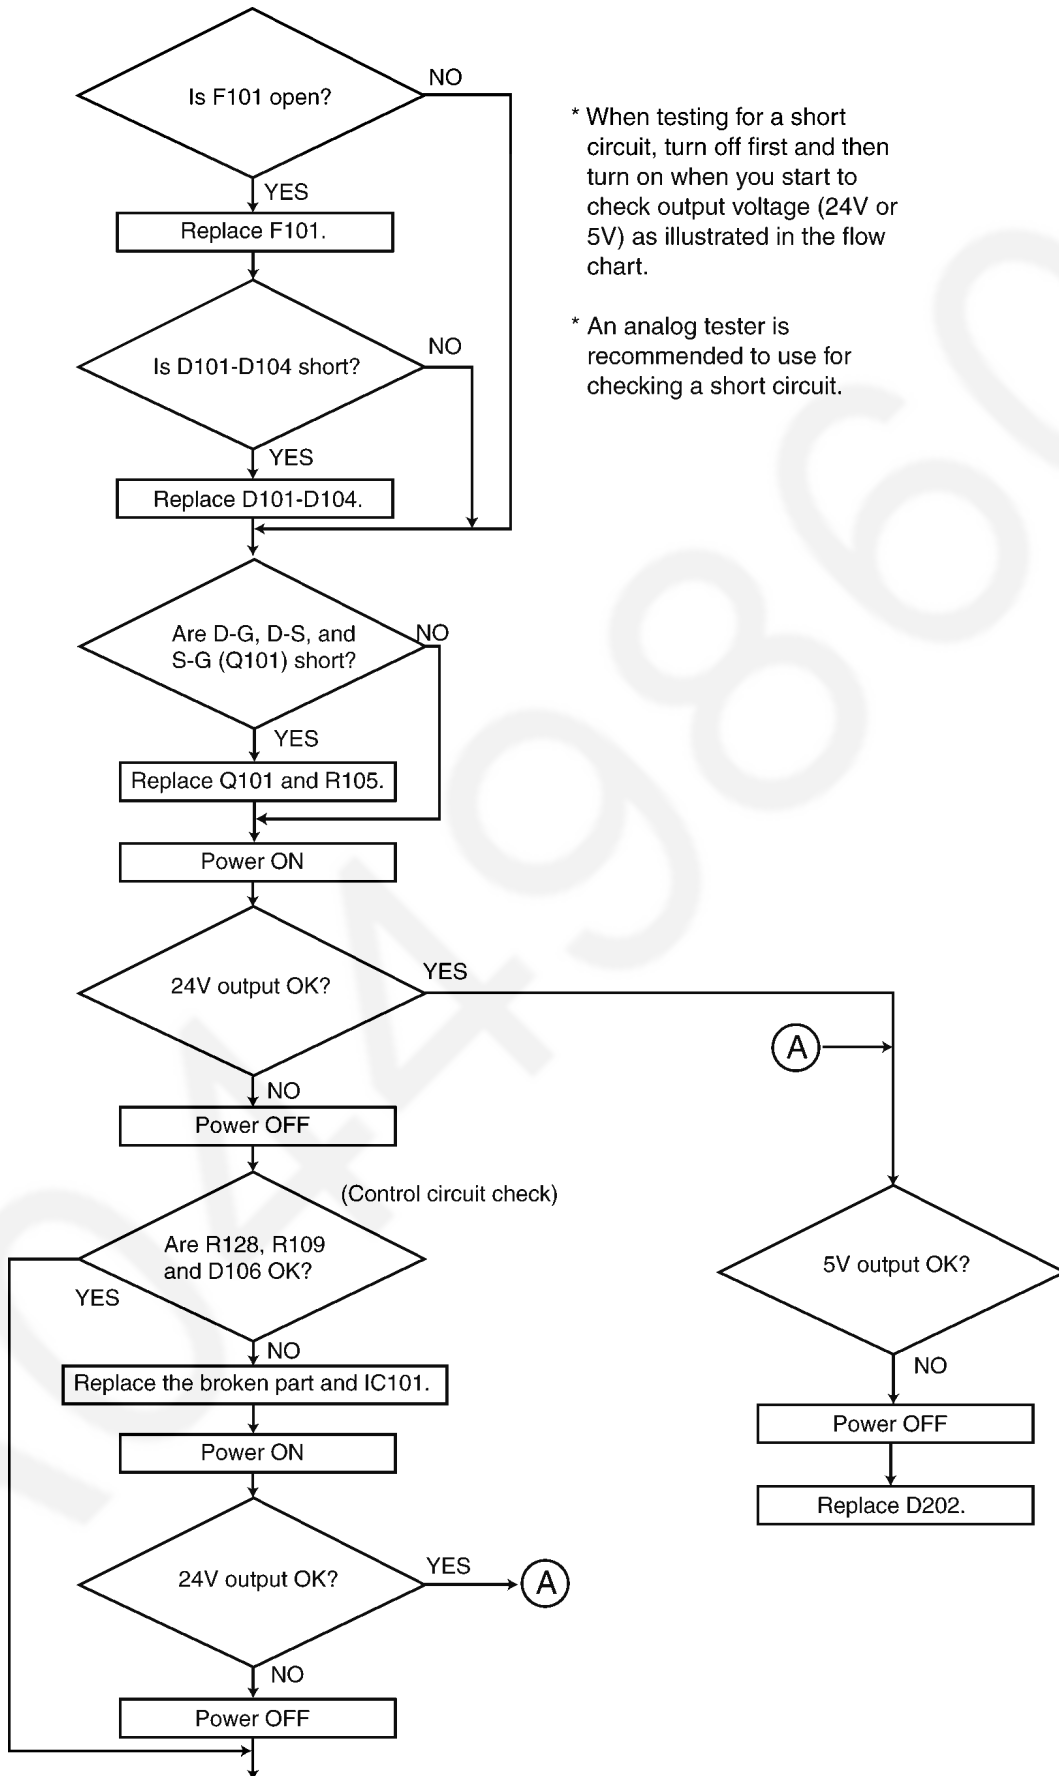 Is F101 open?
NO
YES
Replace F101.
Is D101-D104 short?
NO
YES
Replace D101-D104.
Are D-G, D-S, and
S-G (Q101) short?
NO
YES
Replace Q101 and R105.
Power ON
24V output OK?
YES
NO
Power OFF
(Control circuit check)
Are R128, R109
and D106 OK?
YES
NO
Replace the broken part and IC101.
Power ON
24V output OK?
YES
A
NO
Power OFF
* When testing for a short
circuit, turn off first and then
turn on when you start to
check output voltage (24V or
5V) as illustrated in the flow
chart.
* An analog tester is
recommended to use for
checking a short circuit.
A
5V output OK?
NO
Power OFF
Replace D202.